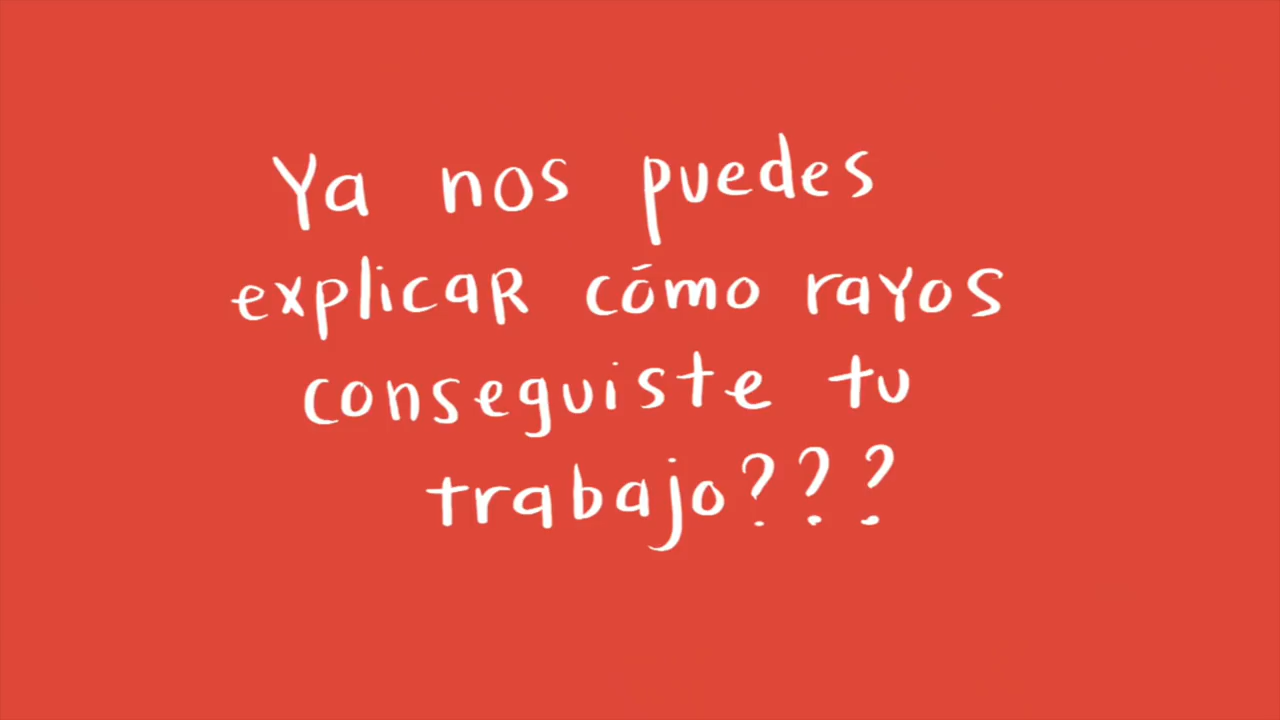 Ya nos puedes
explicar cómo rayos
conseguiste tu
trabajo???